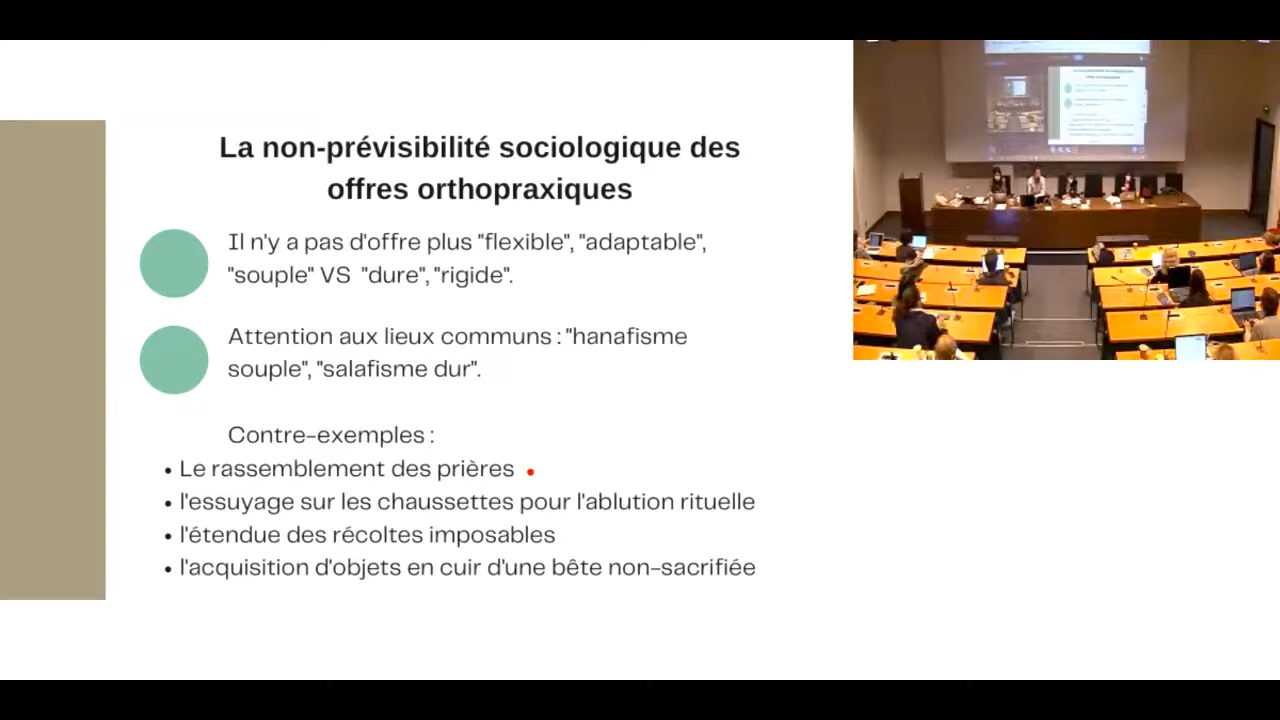 La non-prévisibilité sociologique des
offres orthopraxiques
Il n'y a pas d'offre plus "flexible", "adaptable",
"souple" VS "dure", "rigide".
Attention aux lieux communs : "hanafisme
souple", "salafisme dur".
Contre-exemples :
• Le rassemblement des prières
• l'essuyage sur les chaussettes pour l'ablution rituelle
• l'étendue des récoltes imposables
• l'acquisition d'objets en cuir d'une bête non-sacrifiée